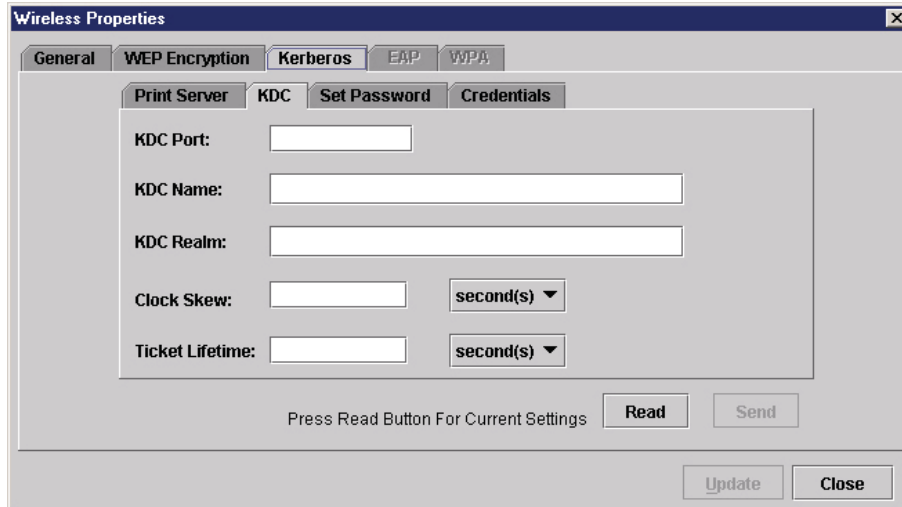 Wireless Properties
General WEP Encryption Kerberos EAP WPA
Print Server KDC Set Password Credentials
KDC Port:
KDC Name:
KDC Realm:
Clock Skew: second(s)
Ticket Lifetime: second(s)
Press Read Button For Current Settings Read Send
Update Close